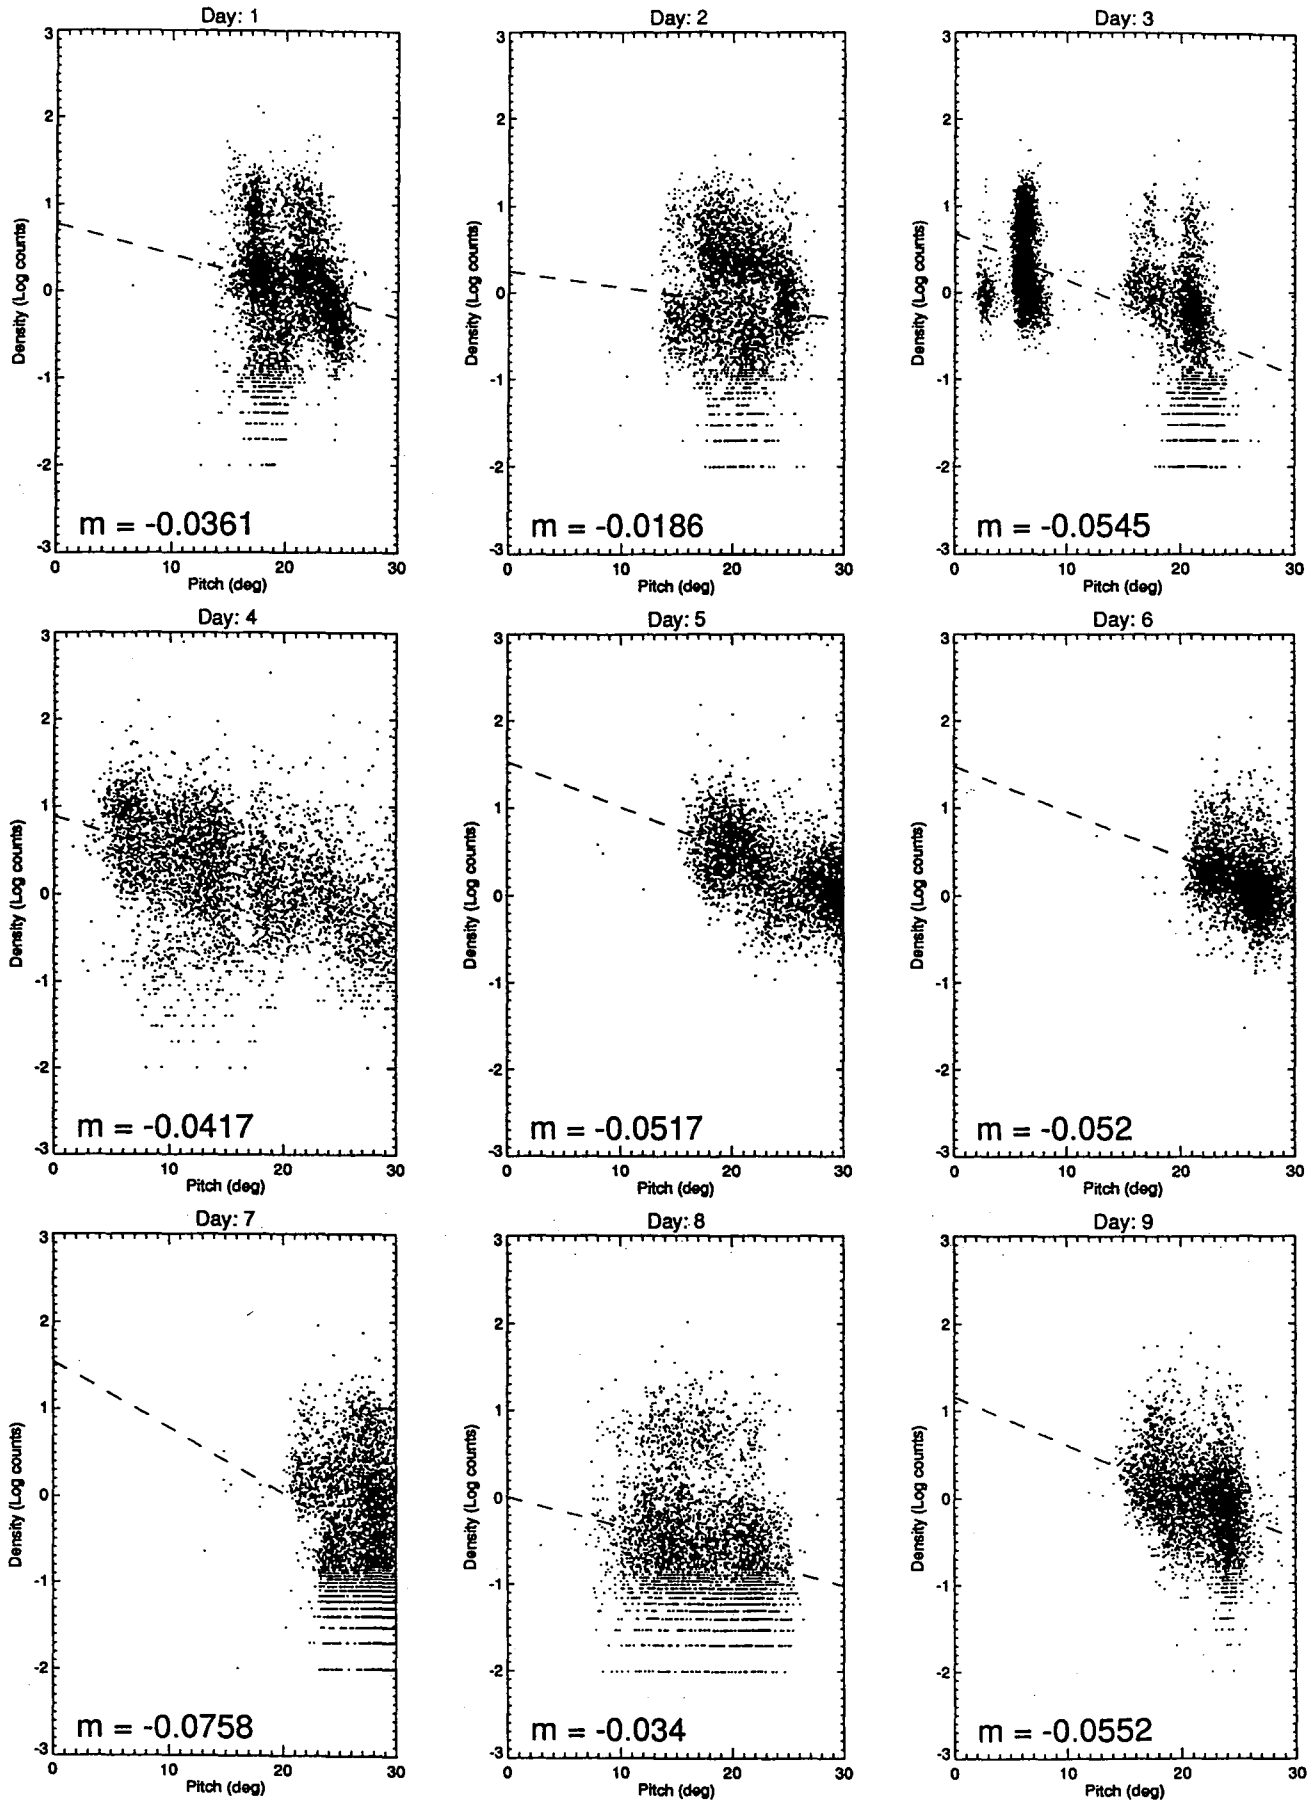 Day: 1
3
2
1
0
-1
-2
-3
Density (Log counts)
m = -0.0361
0 10 20 30
Pitch (deg)
Day: 2
3
2
1
0
-1
-2
-3
Density (Log counts)
m = -0.0186
0 10 20 30
Pitch (deg)
Day: 3
3
2
1
0
-1
-2
-3
Density (Log counts)
m = -0.0545
0 10 20 30
Pitch (deg)
Day: 4
3
2
1
0
-1
-2
-3
Density (Log counts)
m = -0.0417
0 10 20 30
Pitch (deg)
Day: 5
3
2
1
0
-1
-2
-3
Density (Log counts)
m = -0.0517
0 10 20 30
Pitch (deg)
Day: 6
3
2
1
0
-1
-2
-3
Density (Log counts)
m = -0.052
0 10 20 30
Pitch (deg)
Day: 7
3
2
1
0
-1
-2
-3
Density (Log counts)
m = -0.0758
0 10 20 30
Pitch (deg)
Day: 8
3
2
1
0
-1
-2
-3
Density (Log counts)
m = -0.034
0 10 20 30
Pitch (deg)
Day: 9
3
2
1
0
-1
-2
-3
Density (Log counts)
m = -0.0552
0 10 20 30
Pitch (deg)